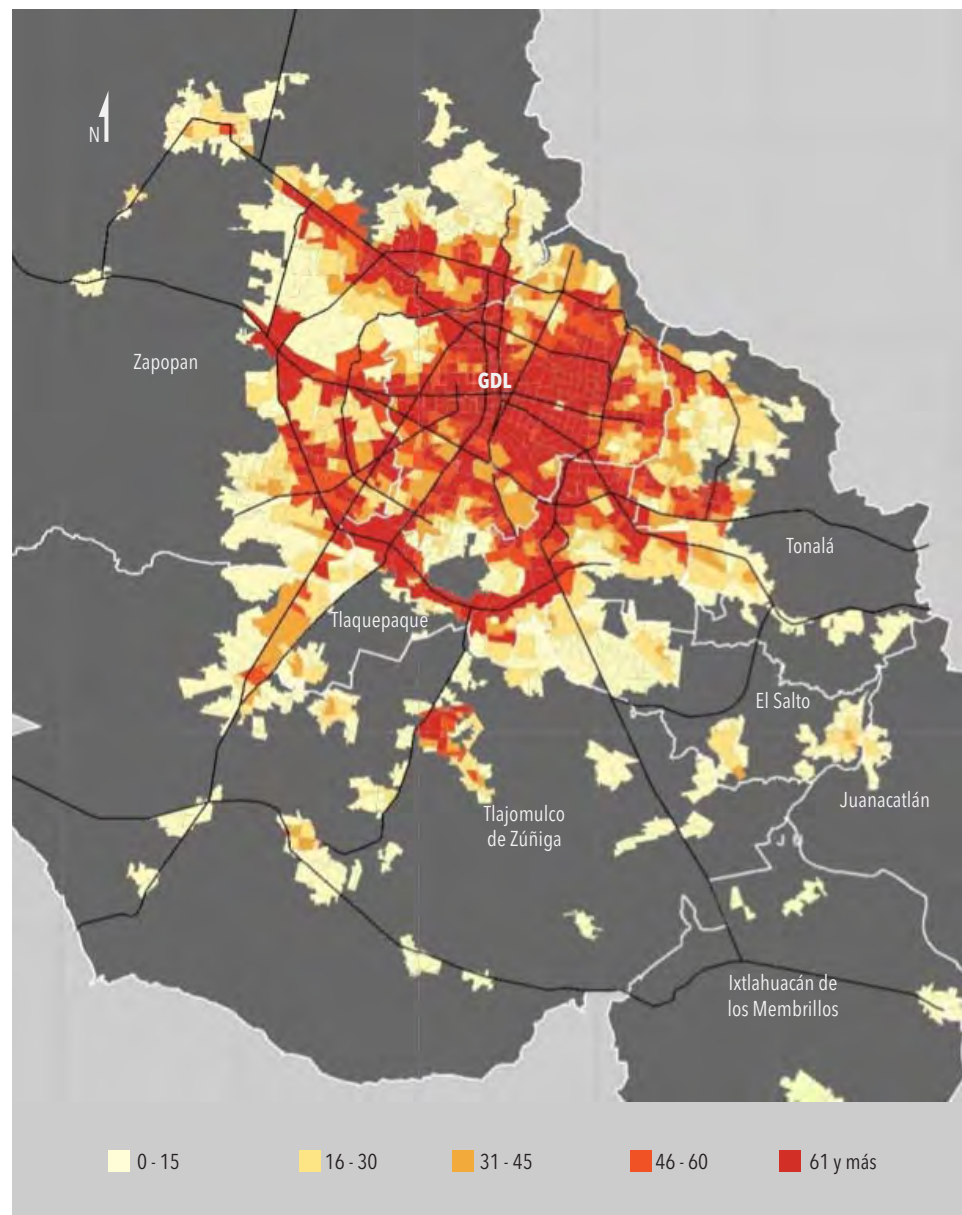 N
Zapopan
GDL
Tonalá
Tlaquepaque
El Salto
Juanacatlán
Tlajomulco
de Zúñiga
Ixtlahuacán de
los Membrillos
0 - 15
16 - 30
31 - 45
46 - 60
61 y más